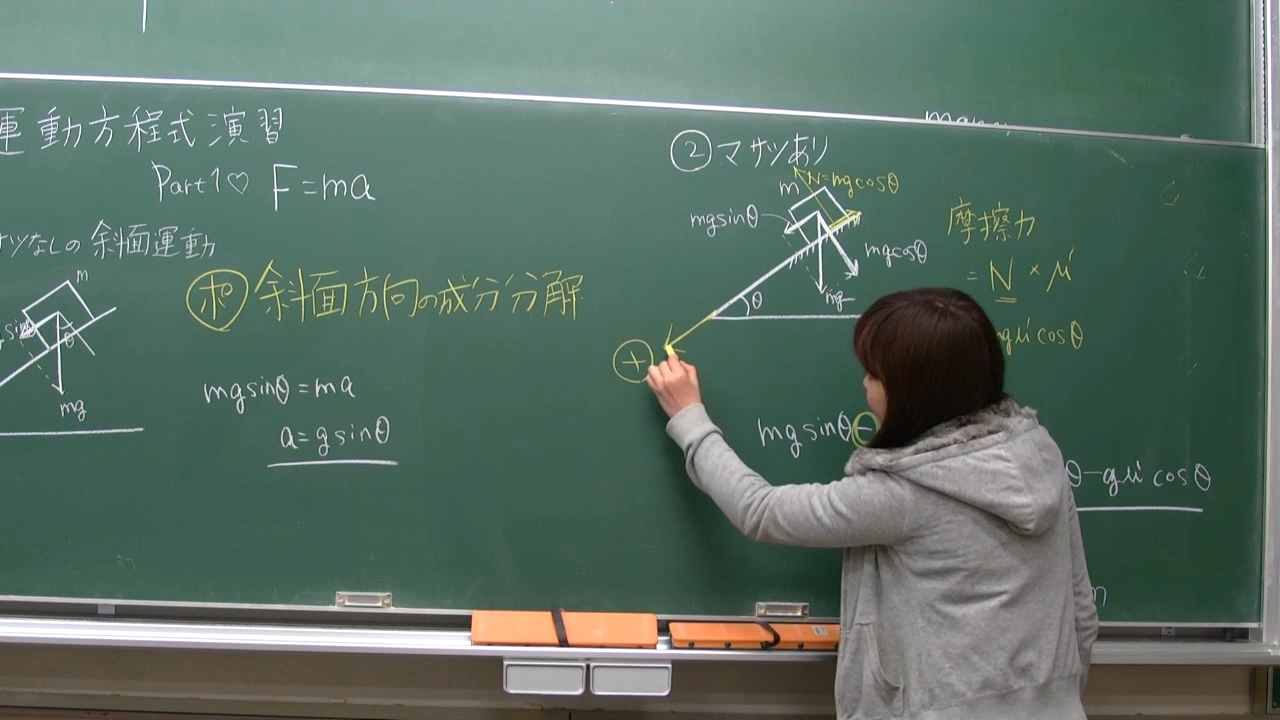 運動方程式演習
Part1♡ F=ma
ツなしの斜面運動
m
mg
θ
ポ 斜面方向の成分分解
mgsinθ=ma
a=gsinθ
② マサツあり
m
N=mgcosθ
mgsinθ
mgcosθ
mg
θ
+
摩擦力
=N×μ'
gμ'cosθ
mgsinθ-
θ-gμ'cosθ